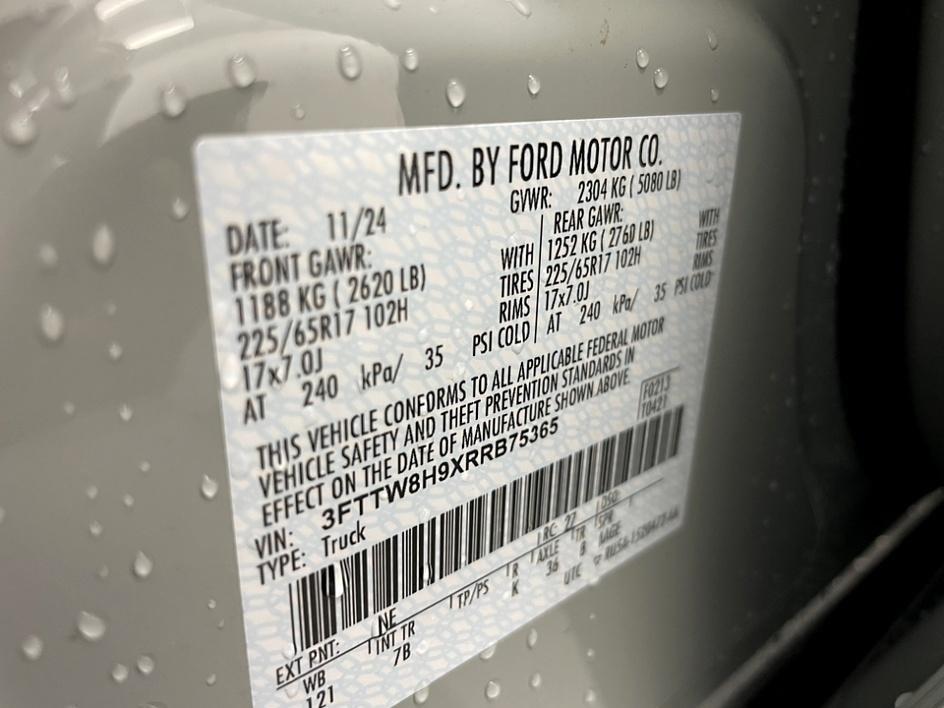 MFD. BY FORD MOTOR CO.
DATE: 11/24 GVWR: 2304 KG ( 5080 LB)
FRONT GAWR: REAR GAWR:
1188 KG ( 2620 LB) WITH 1252 KG ( 2760 LB) WITH
225/65R17 102H TIRES 225/65R17 102H TIRES
17x7.0J RIMS 17x7.0J RIMS
AT 240 kPa/ 35 PSI COLD AT 240 kPa/ 35 PSI COLD
THIS VEHICLE CONFORMS TO ALL APPLICABLE FEDERAL MOTOR
VEHICLE SAFETY AND THEFT PREVENTION STANDARDS IN
EFFECT ON THE DATE OF MANUFACTURE SHOWN ABOVE.
F0213
T0421
VIN: 3FTTW8H9XRRB75365
TYPE: Truck
EXT PNT: NE RC: 27 DSO:
WB INT TR TP/PS R AXLE TR SPR
121 7B K 36 B
UTC